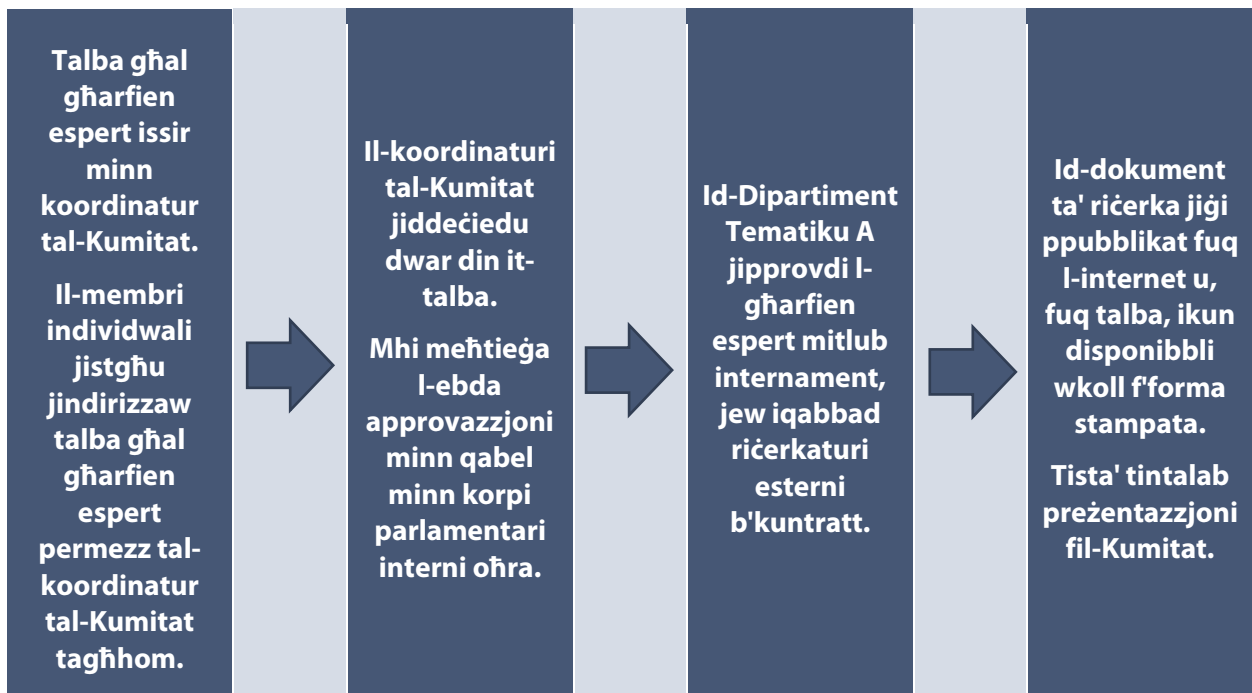 Talba għal
għarfien
espert issir
minn
koordinatur
tal-Kumitat.
Il-membri
individwali
jistgħu
jindirizzaw
talba għal
għarfien
espert
permezz tal-
koordinatur
tal-Kumitat
tagħhom.
Il-koordinaturi
tal-Kumitat
jiddeċiedu
dwar din it-
talba.
Mhi meħtieġa
l-ebda
approvazzjoni
minn qabel
minn korpi
parlamentari
interni oħra.
Id-Dipartiment
Tematiku A
jipprovdi l-
għarfien
espert mitlub
internament,
jew iqabbad
riċerkaturi
esterni
b'kuntratt.
Id-dokument
ta' riċerka jiġi
ppubblikat fuq
l-internet u,
fuq talba, ikun
disponibbli
wkoll f'forma
stampata.
Tista' tintalab
preżentazzjoni
fil-Kumitat.